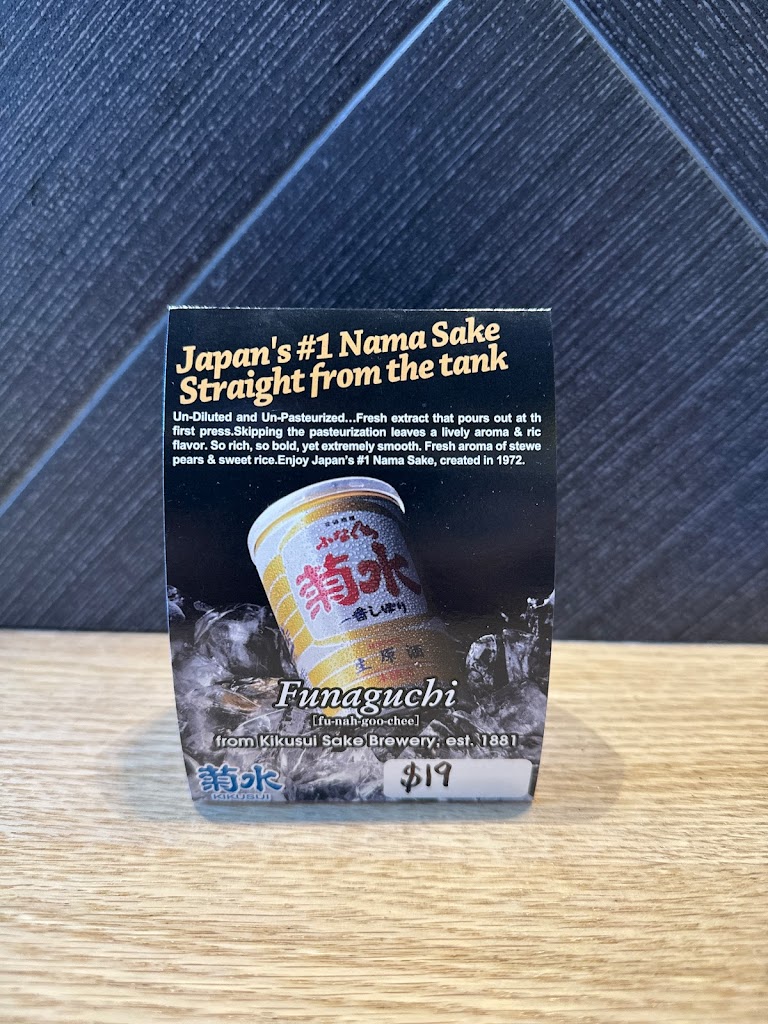 Japan's #1 Nama Sake
Straight from the tank
Un-Diluted and Un-Pasteurized...Fresh extract that pours out at th
first press.Skipping the pasteurization leaves a lively aroma & ric
flavor. So rich, so bold, yet extremely smooth. Fresh aroma of stewe
pears & sweet rice.Enjoy Japan's #1 Nama Sake, created in 1972.
ふなぐち
菊水
一番しぼり
生原酒
Funaguchi
[fu-nah-goo-chee]
from Kikusui Sake Brewery, est. 1881
菊水
KIKUSUI
$19